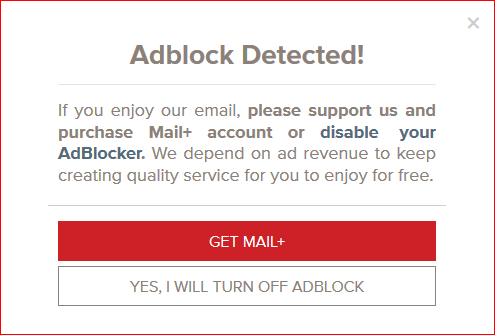 Adblock Detected!
If you enjoy our email, please support us and
purchase Mail+ account or disable your
AdBlocker. We depend on ad revenue to keep
creating quality service for you to enjoy for free.
GET MAIL+
YES, I WILL TURN OFF ADBLOCK